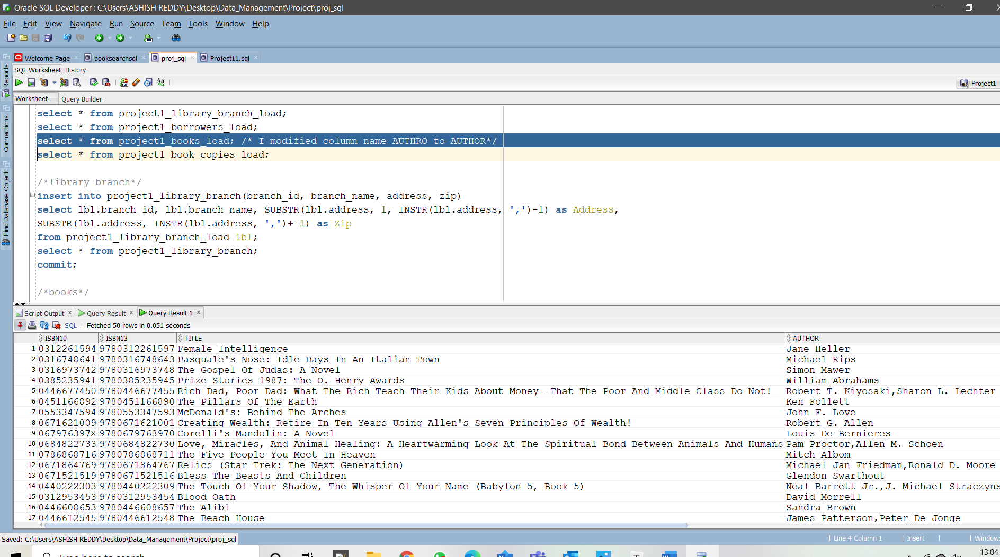 Oracle SQL Developer : C:\Users\ASHISH REDDY\Desktop\Data_Management\Project\proj_sql
File Edit View Navigate Run Source Team Tools Window Help
Welcome Page booksearchsql proj_sql Project11.sql
SQL Worksheet History
Project1
Worksheet Query Builder
Reports
Connections
Find Database Object
select * from project1_library_branch_load;
select * from project1_borrowers_load;
select * from project1_books_load; /* I modified column name AUTHRO to AUTHOR*/
select * from project1_book_copies_load;
/*library branch*/
insert into project1_library_branch(branch_id, branch_name, address, zip)
select lbl.branch_id, lbl.branch_name, SUBSTR(lbl.address, 1, INSTR(lbl.address, ',')-1) as Address,
SUBSTR(lbl.address, INSTR(lbl.address, ',')+ 1) as Zip
from project1_library_branch_load lbl;
select * from project1_library_branch;
commit;
/*books*/
Script Output Query Result Query Result 1
SQL Fetched 50 rows in 0.051 seconds
ISBN10 ISBN13 TITLE AUTHOR
1 0312261594 9780312261597 Female Intelligence Jane Heller
2 0316748641 9780316748643 Pasquale's Nose: Idle Days In An Italian Town Michael Rips
3 0316973742 9780316973748 The Gospel Of Judas: A Novel Simon Mawer
4 0385235941 9780385235945 Prize Stories 1987: The O. Henry Awards William Abrahams
5 0446677450 9780446677455 Rich Dad, Poor Dad: What The Rich Teach Their Kids About Money--That The Poor And Middle Class Do Not! Robert T. Kiyosaki,Sharon L. Lechter
6 0451166892 9780451166890 The Pillars Of The Earth Ken Follett
7 0553347594 9780553347593 McDonald's: Behind The Arches John F. Love
8 0671621009 9780671621001 Creating Wealth: Retire In Ten Years Using Allen's Seven Principles Of Wealth! Robert G. Allen
9 067976397X 9780679763970 Corelli's Mandolin: A Novel Louis De Bernieres
10 0684822733 9780684822730 Love, Miracles, And Animal Healing: A Heartwarming Look At The Spiritual Bond Between Animals And Humans Pam Proctor,Allen M. Schoen
11 0786868716 9780786868711 The Five People You Meet In Heaven Mitch Albom
12 0671864769 9780671864767 Relics (Star Trek: The Next Generation) Michael Jan Friedman,Ronald D. Moore
13 0671521519 9780671521516 Bless The Beasts And Children Glendon Swarthout
14 0440222303 9780440222309 The Touch Of Your Shadow, The Whisper Of Your Name (Babylon 5, Book 5) Neal Barrett Jr.,J. Michael Straczyns
15 0312953453 9780312953454 Blood Oath David Morrell
16 0446608653 9780446608657 The Alibi Sandra Brown
17 0446612545 9780446612548 The Beach House James Patterson,Peter De Jonge
Saved: C:\Users\ASHISH REDDY\Desktop\Data_Management\Project\proj_sql
Line 4 Column 1 Insert Windows
Type here to search
13:04